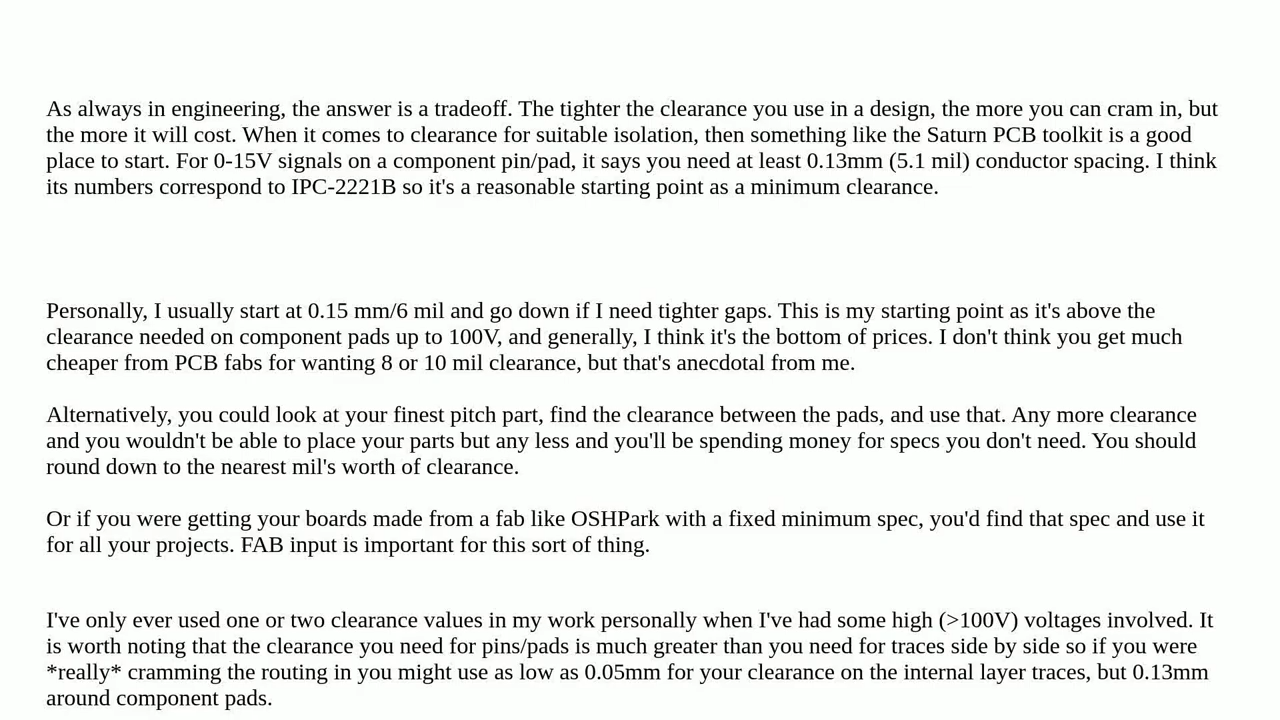 As always in engineering, the answer is a tradeoff. The tighter the clearance you use in a design, the more you can cram in, but
the more it will cost. When it comes to clearance for suitable isolation, then something like the Saturn PCB toolkit is a good
place to start. For 0-15V signals on a component pin/pad, it says you need at least 0.13mm (5.1 mil) conductor spacing. I think
its numbers correspond to IPC-2221B so it's a reasonable starting point as a minimum clearance.
Personally, I usually start at 0.15 mm/6 mil and go down if I need tighter gaps. This is my starting point as it's above the
clearance needed on component pads up to 100V, and generally, I think it's the bottom of prices. I don't think you get much
cheaper from PCB fabs for wanting 8 or 10 mil clearance, but that's anecdotal from me.
Alternatively, you could look at your finest pitch part, find the clearance between the pads, and use that. Any more clearance
and you wouldn't be able to place your parts but any less and you'll be spending money for specs you don't need. You should
round down to the nearest mil's worth of clearance.
Or if you were getting your boards made from a fab like OSHPark with a fixed minimum spec, you'd find that spec and use it
for all your projects. FAB input is important for this sort of thing.
I've only ever used one or two clearance values in my work personally when I've had some high (>100V) voltages involved. It
is worth noting that the clearance you need for pins/pads is much greater than you need for traces side by side so if you were
*really* cramming the routing in you might use as low as 0.05mm for your clearance on the internal layer traces, but 0.13mm
around component pads.